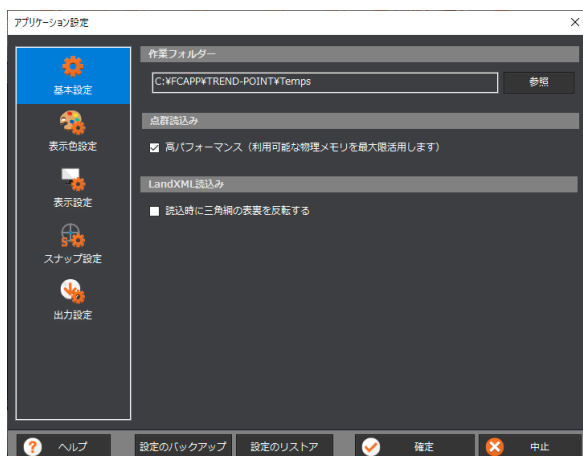 アプリケーション設定
作業フォルダー
C:¥FCAPP¥TREND-POINT¥Temps
参照
点群読込み
高パフォーマンス（利用可能な物理メモリを最大限活用します）
LandXML読込み
読込時に三角網の表裏を反転する
基本設定
表示色設定
表示設定
スナップ設定
出力設定
ヘルプ
設定のバックアップ
設定のリストア
確定
中止